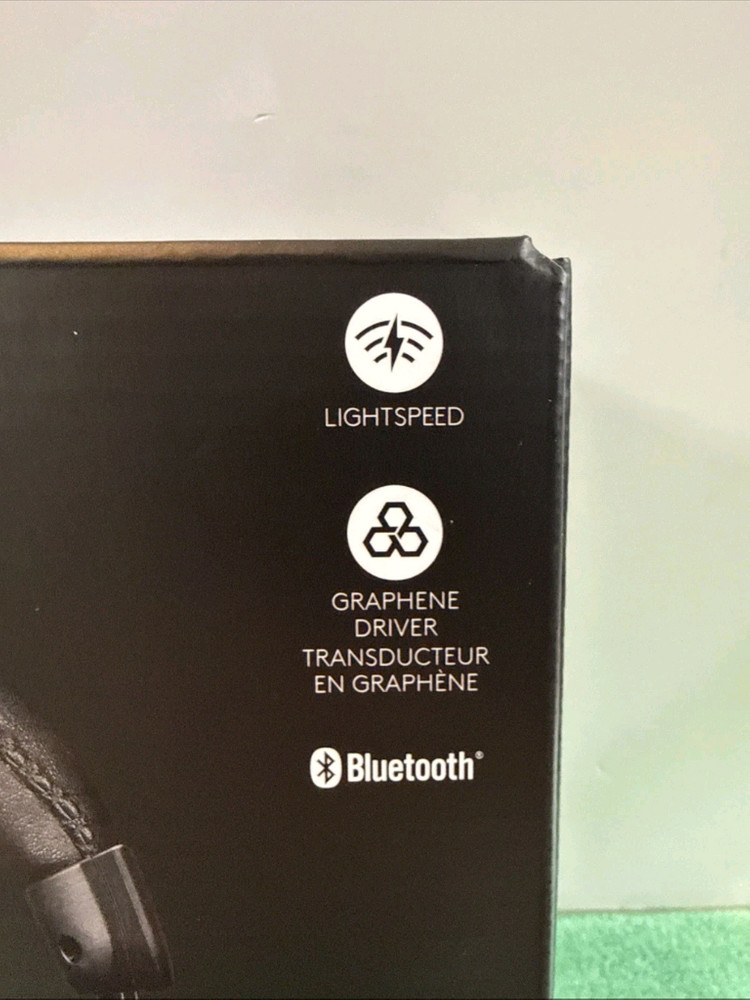 LIGHTSPEED
GRAPHENE
DRIVER
TRANSDUCTEUR
EN GRAPHÈNE
Bluetooth®